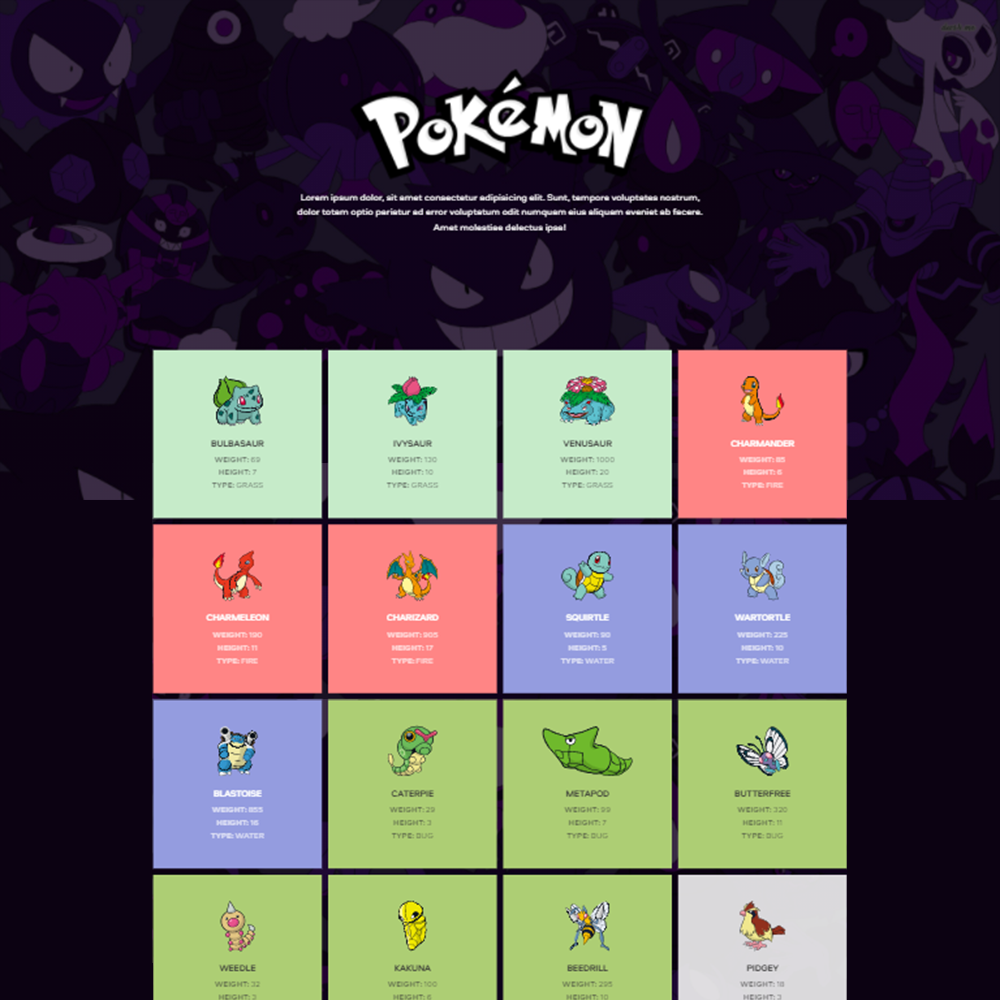 POKéMON
Lorem ipsum dolor, sit amet consectetur adipisicing elit. Sunt, tempore voluptates nostrum,
dolor totam optio pariatur ad error voluptatum odit numquam eius aliquam eveniet ab facere.
Amet molestiae delectus ipsa!
BULBASAUR
WEIGHT: 69
HEIGHT: 7
TYPE: GRASS
IVYSAUR
WEIGHT: 130
HEIGHT: 10
TYPE: GRASS
VENUSAUR
WEIGHT: 1000
HEIGHT: 20
TYPE: GRASS
CHARMANDER
WEIGHT: 85
HEIGHT: 6
TYPE: FIRE
CHARMELEON
WEIGHT: 190
HEIGHT: 11
TYPE: FIRE
CHARIZARD
WEIGHT: 905
HEIGHT: 17
TYPE: FIRE
SQUIRTLE
WEIGHT: 90
HEIGHT: 5
TYPE: WATER
WARTORTLE
WEIGHT: 225
HEIGHT: 10
TYPE: WATER
BLASTOISE
WEIGHT: 855
HEIGHT: 16
TYPE: WATER
CATERPIE
WEIGHT: 29
HEIGHT: 3
TYPE: BUG
METAPOD
WEIGHT: 99
HEIGHT: 7
TYPE: BUG
BUTTERFREE
WEIGHT: 320
HEIGHT: 11
TYPE: BUG
WEEDLE
WEIGHT: 32
HEIGHT: 3
KAKUNA
WEIGHT: 100
HEIGHT: 6
BEEDRILL
WEIGHT: 295
HEIGHT: 10
PIDGEY
WEIGHT: 18
HEIGHT: 3